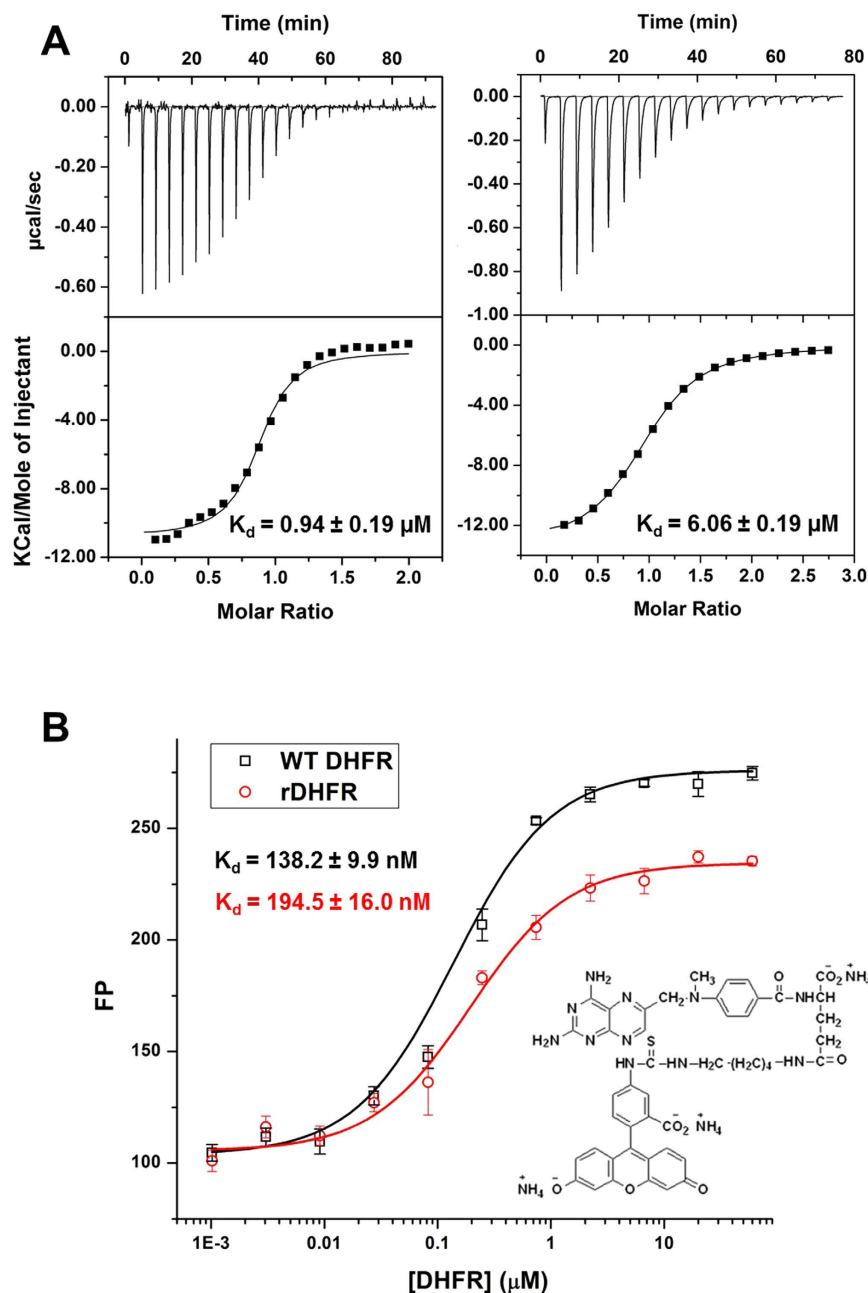 A
Time (min)
0 20 40 60 80
Time (min)
0 20 40 60 80
0.00
-0.20
-0.40
-0.60
µcal/sec
0.00
-0.20
-0.40
-0.60
-0.80
-1.00
0.00
-4.00
-8.00
-12.00
KCal/Mole of Injectant
Kd = 0.94 ± 0.19 µM
0.0 0.5 1.0 1.5 2.0
Molar Ratio
0.00
-4.00
-8.00
-12.00
Kd = 6.06 ± 0.19 µM
0.0 0.5 1.0 1.5 2.0 2.5 3.0
Molar Ratio
B
WT DHFR
rDHFR
Kd = 138.2 ± 9.9 nM
Kd = 194.5 ± 16.0 nM
250
200
150
100
FP
NH2
CH3
O
CO2⁻ ⁺NH4
N
N
N
N
CH2
N
C
NH
CH
H2N
CH2
CH2
S
HN
C
HN
H2C
(H2C)4
HN
C
O
CO2⁻ ⁺NH4
⁺NH4 ⁻O
O
O
1E-3 0.01 0.1 1 10
[DHFR] (µM)